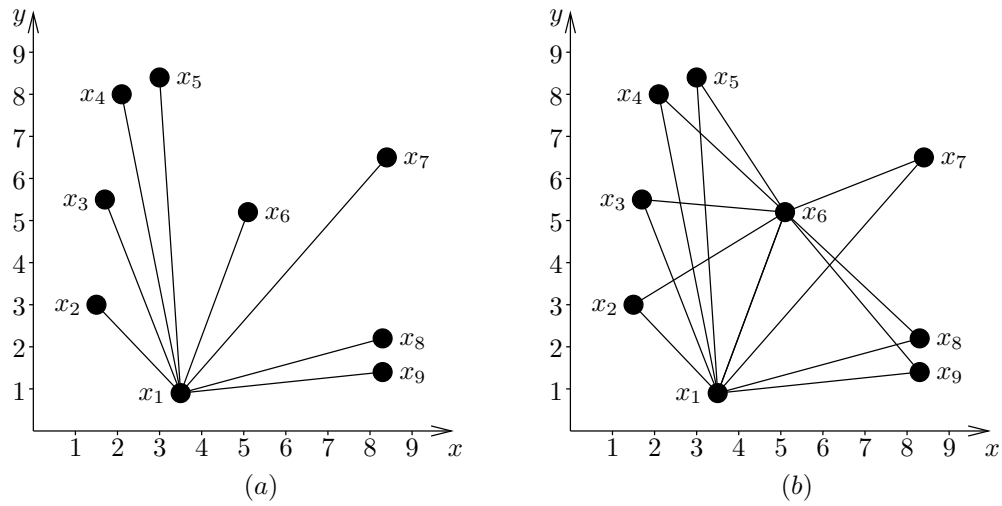 y
9
8
7
6
5
4
3
2
1
x₅
x₄
x₇
x₃
x₆
x₂
x₈
x₉
x₁
1 2 3 4 5 6 7 8 9 x
(a)
y
9
8
7
6
5
4
3
2
1
x₅
x₄
x₇
x₃
x₆
x₂
x₈
x₉
x₁
1 2 3 4 5 6 7 8 9 x
(b)